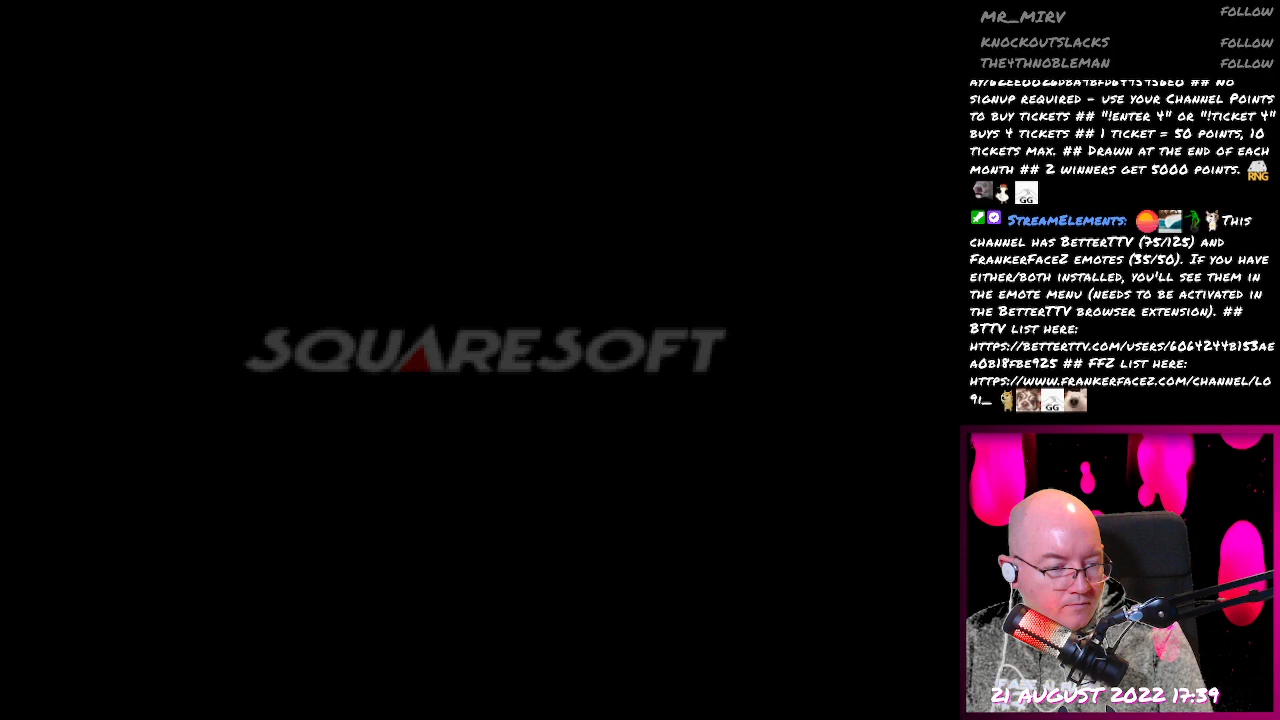 MR_MIRV FOLLOW
KNOCKOUTSLACKS FOLLOW
THE4THNOBLEMAN FOLLOW
## NO
SIGNUP REQUIRED - USE YOUR CHANNEL POINTS
TO BUY TICKETS ## "!ENTER 4" OR "!TICKET 4"
BUYS 4 TICKETS ## 1 TICKET = 50 POINTS, 10
TICKETS MAX. ## DRAWN AT THE END OF EACH
MONTH ## 2 WINNERS GET 5000 POINTS. RNG
GG
STREAMELEMENTS: THIS
CHANNEL HAS BETTERTTV (75/125) AND
FRANKERFACEZ EMOTES (35/50). IF YOU HAVE
EITHER/BOTH INSTALLED, YOU'LL SEE THEM IN
THE EMOTE MENU (NEEDS TO BE ACTIVATED IN
THE BETTERTTV BROWSER EXTENSION). ##
BTTV LIST HERE:
HTTPS://BETTERTTV.COM/USERS/6064244B153AE
A0B18FBE925 ## FFZ LIST HERE:
HTTPS://WWW.FRANKERFACEZ.COM/CHANNEL/LO
9I_ GG
SQUARESOFT
21 AUGUST 2022 17:39